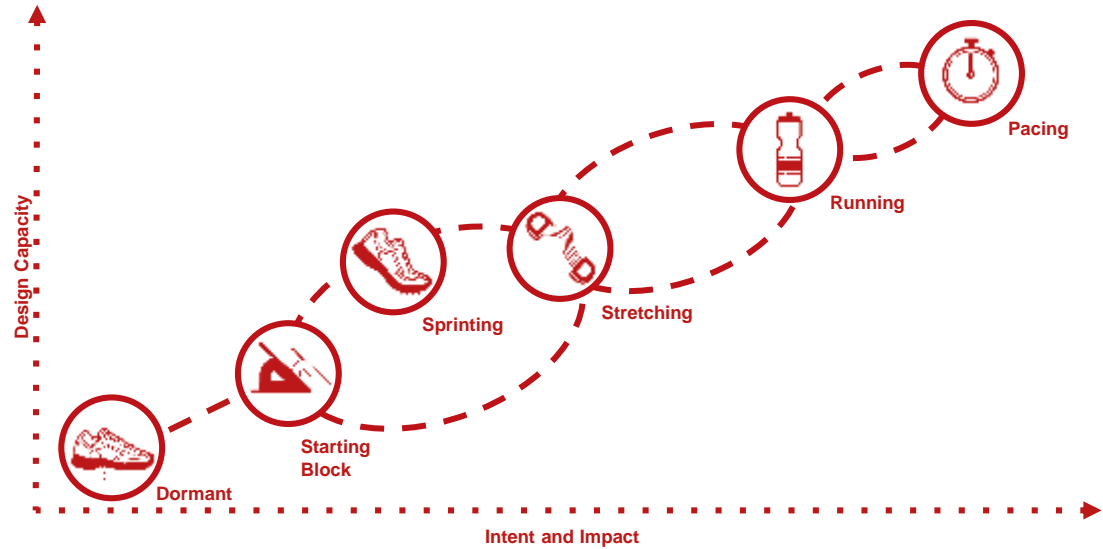 Design Capacity
Pacing
Running
Sprinting
Stretching
Starting
Block
Dormant
Intent and Impact